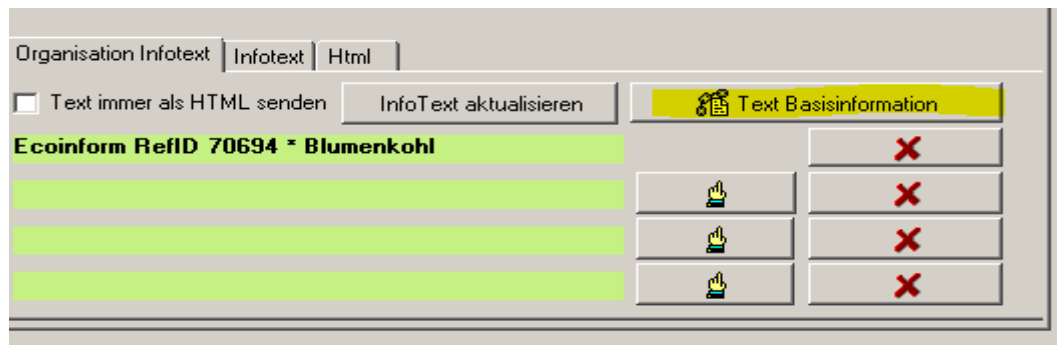 Organisation Infotext Infotext Html
Text immer als HTML senden InfoText aktualisieren Text Basisinformation
Ecoinform RefID 70694 * Blumenkohl